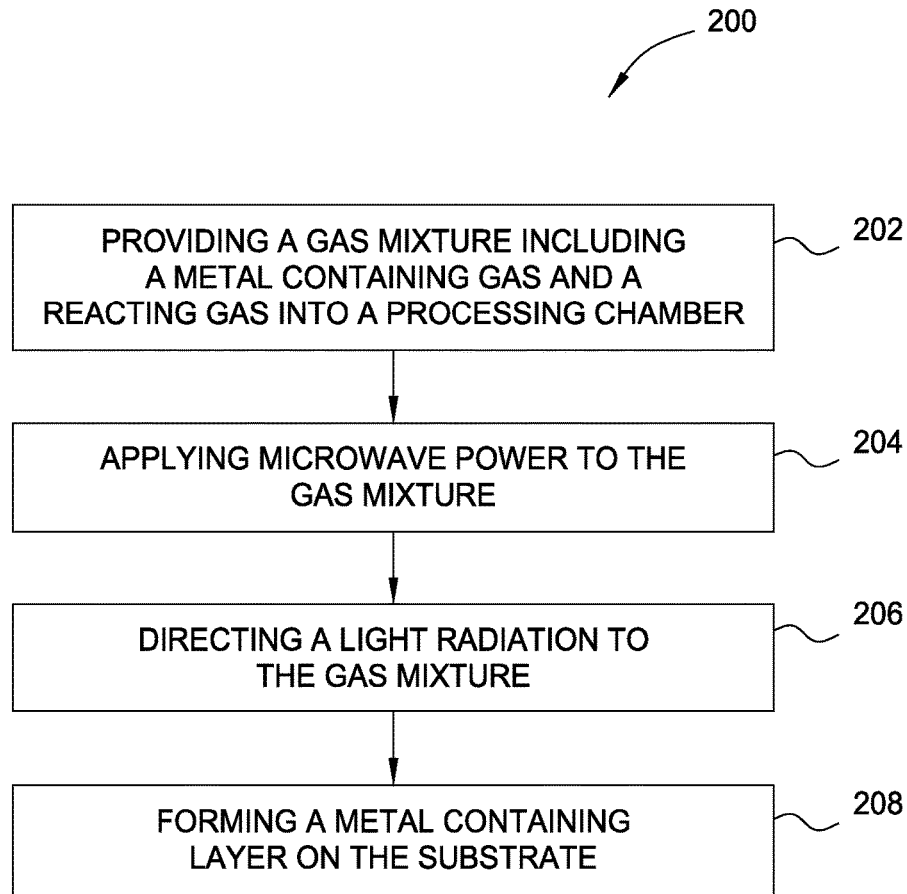 200
PROVIDING A GAS MIXTURE INCLUDING
A METAL CONTAINING GAS AND A
REACTING GAS INTO A PROCESSING CHAMBER
202
APPLYING MICROWAVE POWER TO THE
GAS MIXTURE
204
DIRECTING A LIGHT RADIATION TO
THE GAS MIXTURE
206
FORMING A METAL CONTAINING
LAYER ON THE SUBSTRATE
208